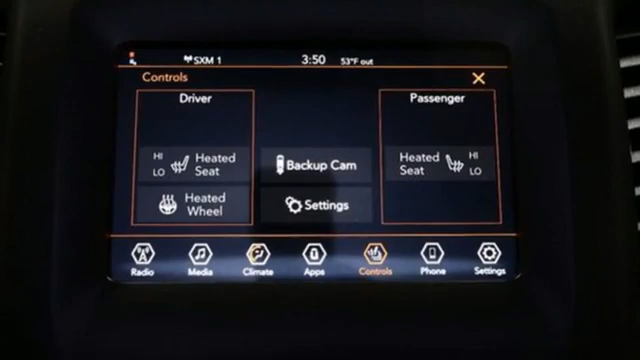 SXM 1 3:50 53°F out
Controls
Driver
Passenger
HI
LO
Heated
Seat
Backup Cam
Heated
Seat
HI
LO
Heated
Wheel
Settings
Radio Media Climate Apps Controls Phone Settings